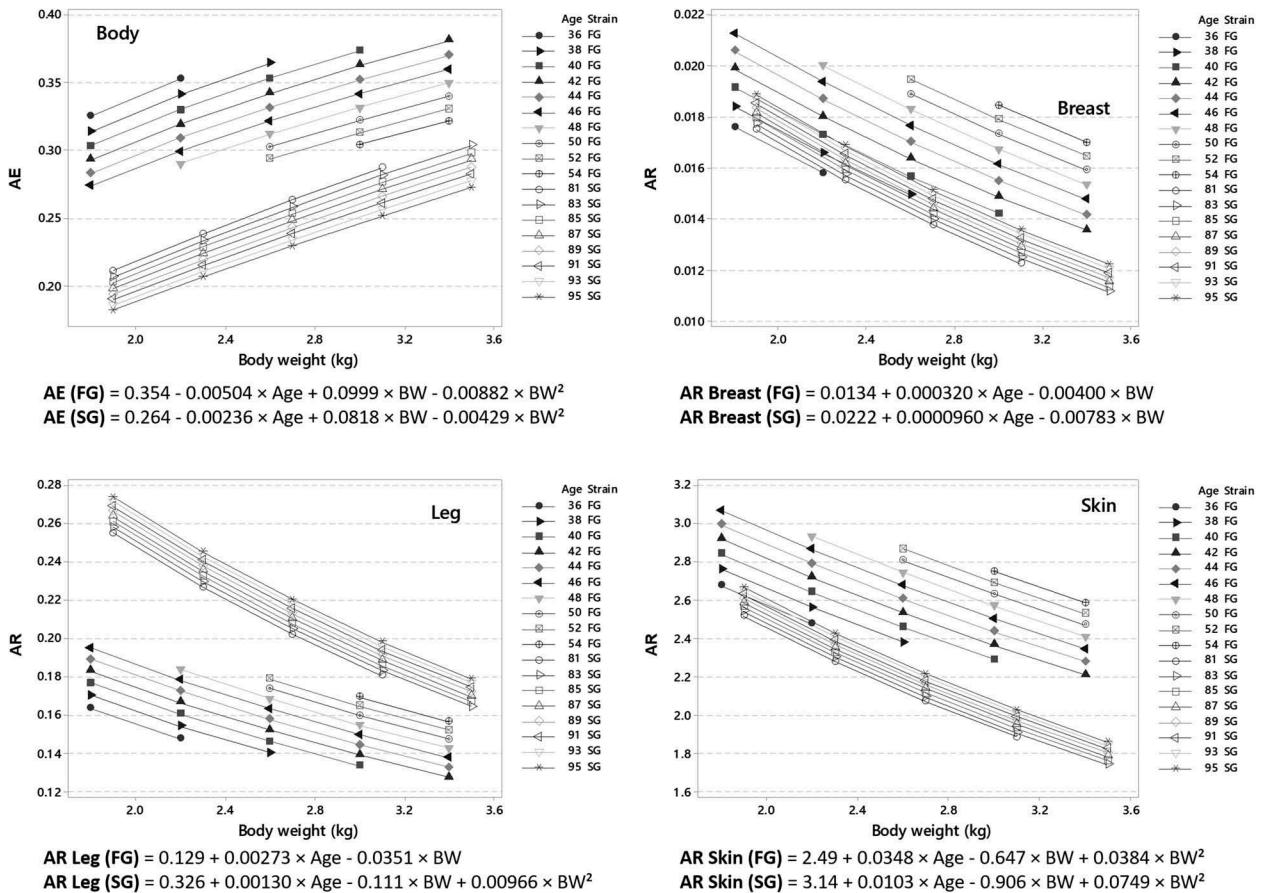 Body
AE
0.40
0.35
0.30
0.25
0.20
2.0 2.4 2.8 3.2 3.6
Body weight (kg)
Age Strain
36 FG
38 FG
40 FG
42 FG
44 FG
46 FG
48 FG
50 FG
52 FG
54 FG
81 SG
83 SG
85 SG
87 SG
89 SG
91 SG
93 SG
95 SG
AE (FG) = 0.354 - 0.00504 × Age + 0.0999 × BW - 0.00882 × BW²
AE (SG) = 0.264 - 0.00236 × Age + 0.0818 × BW - 0.00429 × BW²
Breast
AR
0.022
0.020
0.018
0.016
0.014
0.012
0.010
2.0 2.4 2.8 3.2 3.6
Body weight (kg)
Age Strain
36 FG
38 FG
40 FG
42 FG
44 FG
46 FG
48 FG
50 FG
52 FG
54 FG
81 SG
83 SG
85 SG
87 SG
89 SG
91 SG
93 SG
95 SG
AR Breast (FG) = 0.0134 + 0.000320 × Age - 0.00400 × BW
AR Breast (SG) = 0.0222 + 0.0000960 × Age - 0.00783 × BW
Leg
AR
0.28
0.26
0.24
0.22
0.20
0.18
0.16
0.14
0.12
2.0 2.4 2.8 3.2 3.6
Body weight (kg)
Age Strain
36 FG
38 FG
40 FG
42 FG
44 FG
46 FG
48 FG
50 FG
52 FG
54 FG
81 SG
83 SG
85 SG
87 SG
89 SG
91 SG
93 SG
95 SG
AR Leg (FG) = 0.129 + 0.00273 × Age - 0.0351 × BW
AR Leg (SG) = 0.326 + 0.00130 × Age - 0.111 × BW + 0.00966 × BW²
Skin
AR
3.2
3.0
2.8
2.6
2.4
2.2
2.0
1.8
1.6
2.0 2.4 2.8 3.2 3.6
Body weight (kg)
Age Strain
36 FG
38 FG
40 FG
42 FG
44 FG
46 FG
48 FG
50 FG
52 FG
54 FG
81 SG
83 SG
85 SG
87 SG
89 SG
91 SG
93 SG
95 SG
AR Skin (FG) = 2.49 + 0.0348 × Age - 0.647 × BW + 0.0384 × BW²
AR Skin (SG) = 3.14 + 0.0103 × Age - 0.906 × BW + 0.0749 × BW²